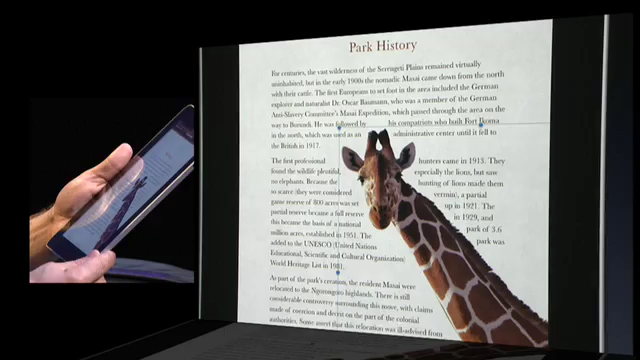 Park History
For centuries, the vast wilderness of the Serengeti Plains remained virtually
uninhabited, but in the early 1900s the nomadic Masai came down from the north
with their cattle. The first Europeans to set foot in the area included the German
explorer and naturalist Dr. Oscar Baumann, who was a member of the German
Anti-Slavery Committee's Masai Expedition, which passed through the area on the
way to Burundi. He was followed by his compatriots who built Fort Ikoma
in the north, which was used as an administrative center until it fell to
the British in 1917.
The first professional hunters came in 1913. They
found the wildlife plentiful, especially the lions, but saw
no elephants. Because the hunting of lions made them
so scarce (they were considered vermin), a partial
game reserve of 800 acres was set up in 1921. The
partial reserve became a full reserve in 1929, and
this became the basis of a national park of 3.6
million acres, established in 1951. The park was
added to the UNESCO (United Nations
Educational, Scientific and Cultural Organization)
World Heritage List in 1981.
As part of the park's creation, the resident Masai were
relocated to the Ngorongoro highlands. There is still
considerable controversy surrounding this move, with claims
made of coercion and deceit on the part of the colonial
authorities. Some assert that this relocation was ill-advised from